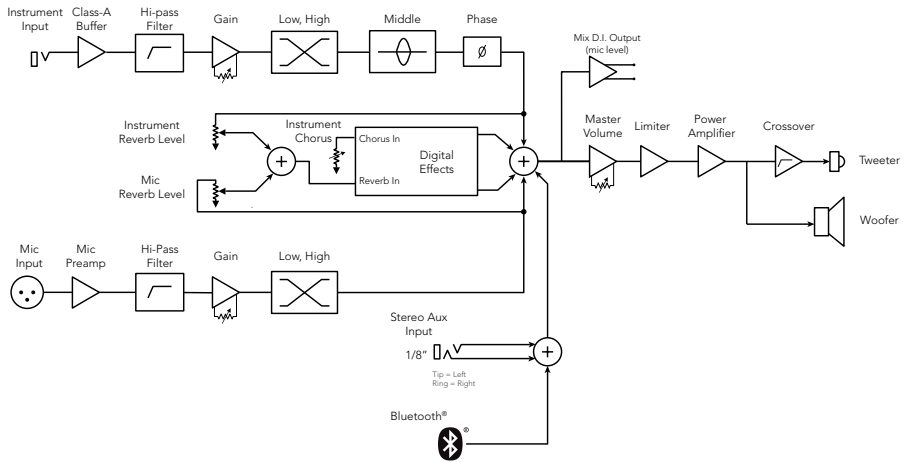 Instrument
Input
Class-A
Buffer
Hi-pass
Filter
Gain
Low, High
Middle
Phase
Ø
Mix D.I. Output
(mic level)
Instrument
Reverb Level
Instrument
Chorus
Chorus In
Digital
Effects
Reverb In
Mic
Reverb Level
Master
Volume
Limiter
Power
Amplifier
Crossover
Tweeter
Woofer
Mic
Input
Mic
Preamp
Hi-Pass
Filter
Gain
Low, High
Stereo Aux
Input
1/8"
Tip = Left
Ring = Right
Bluetooth®
®